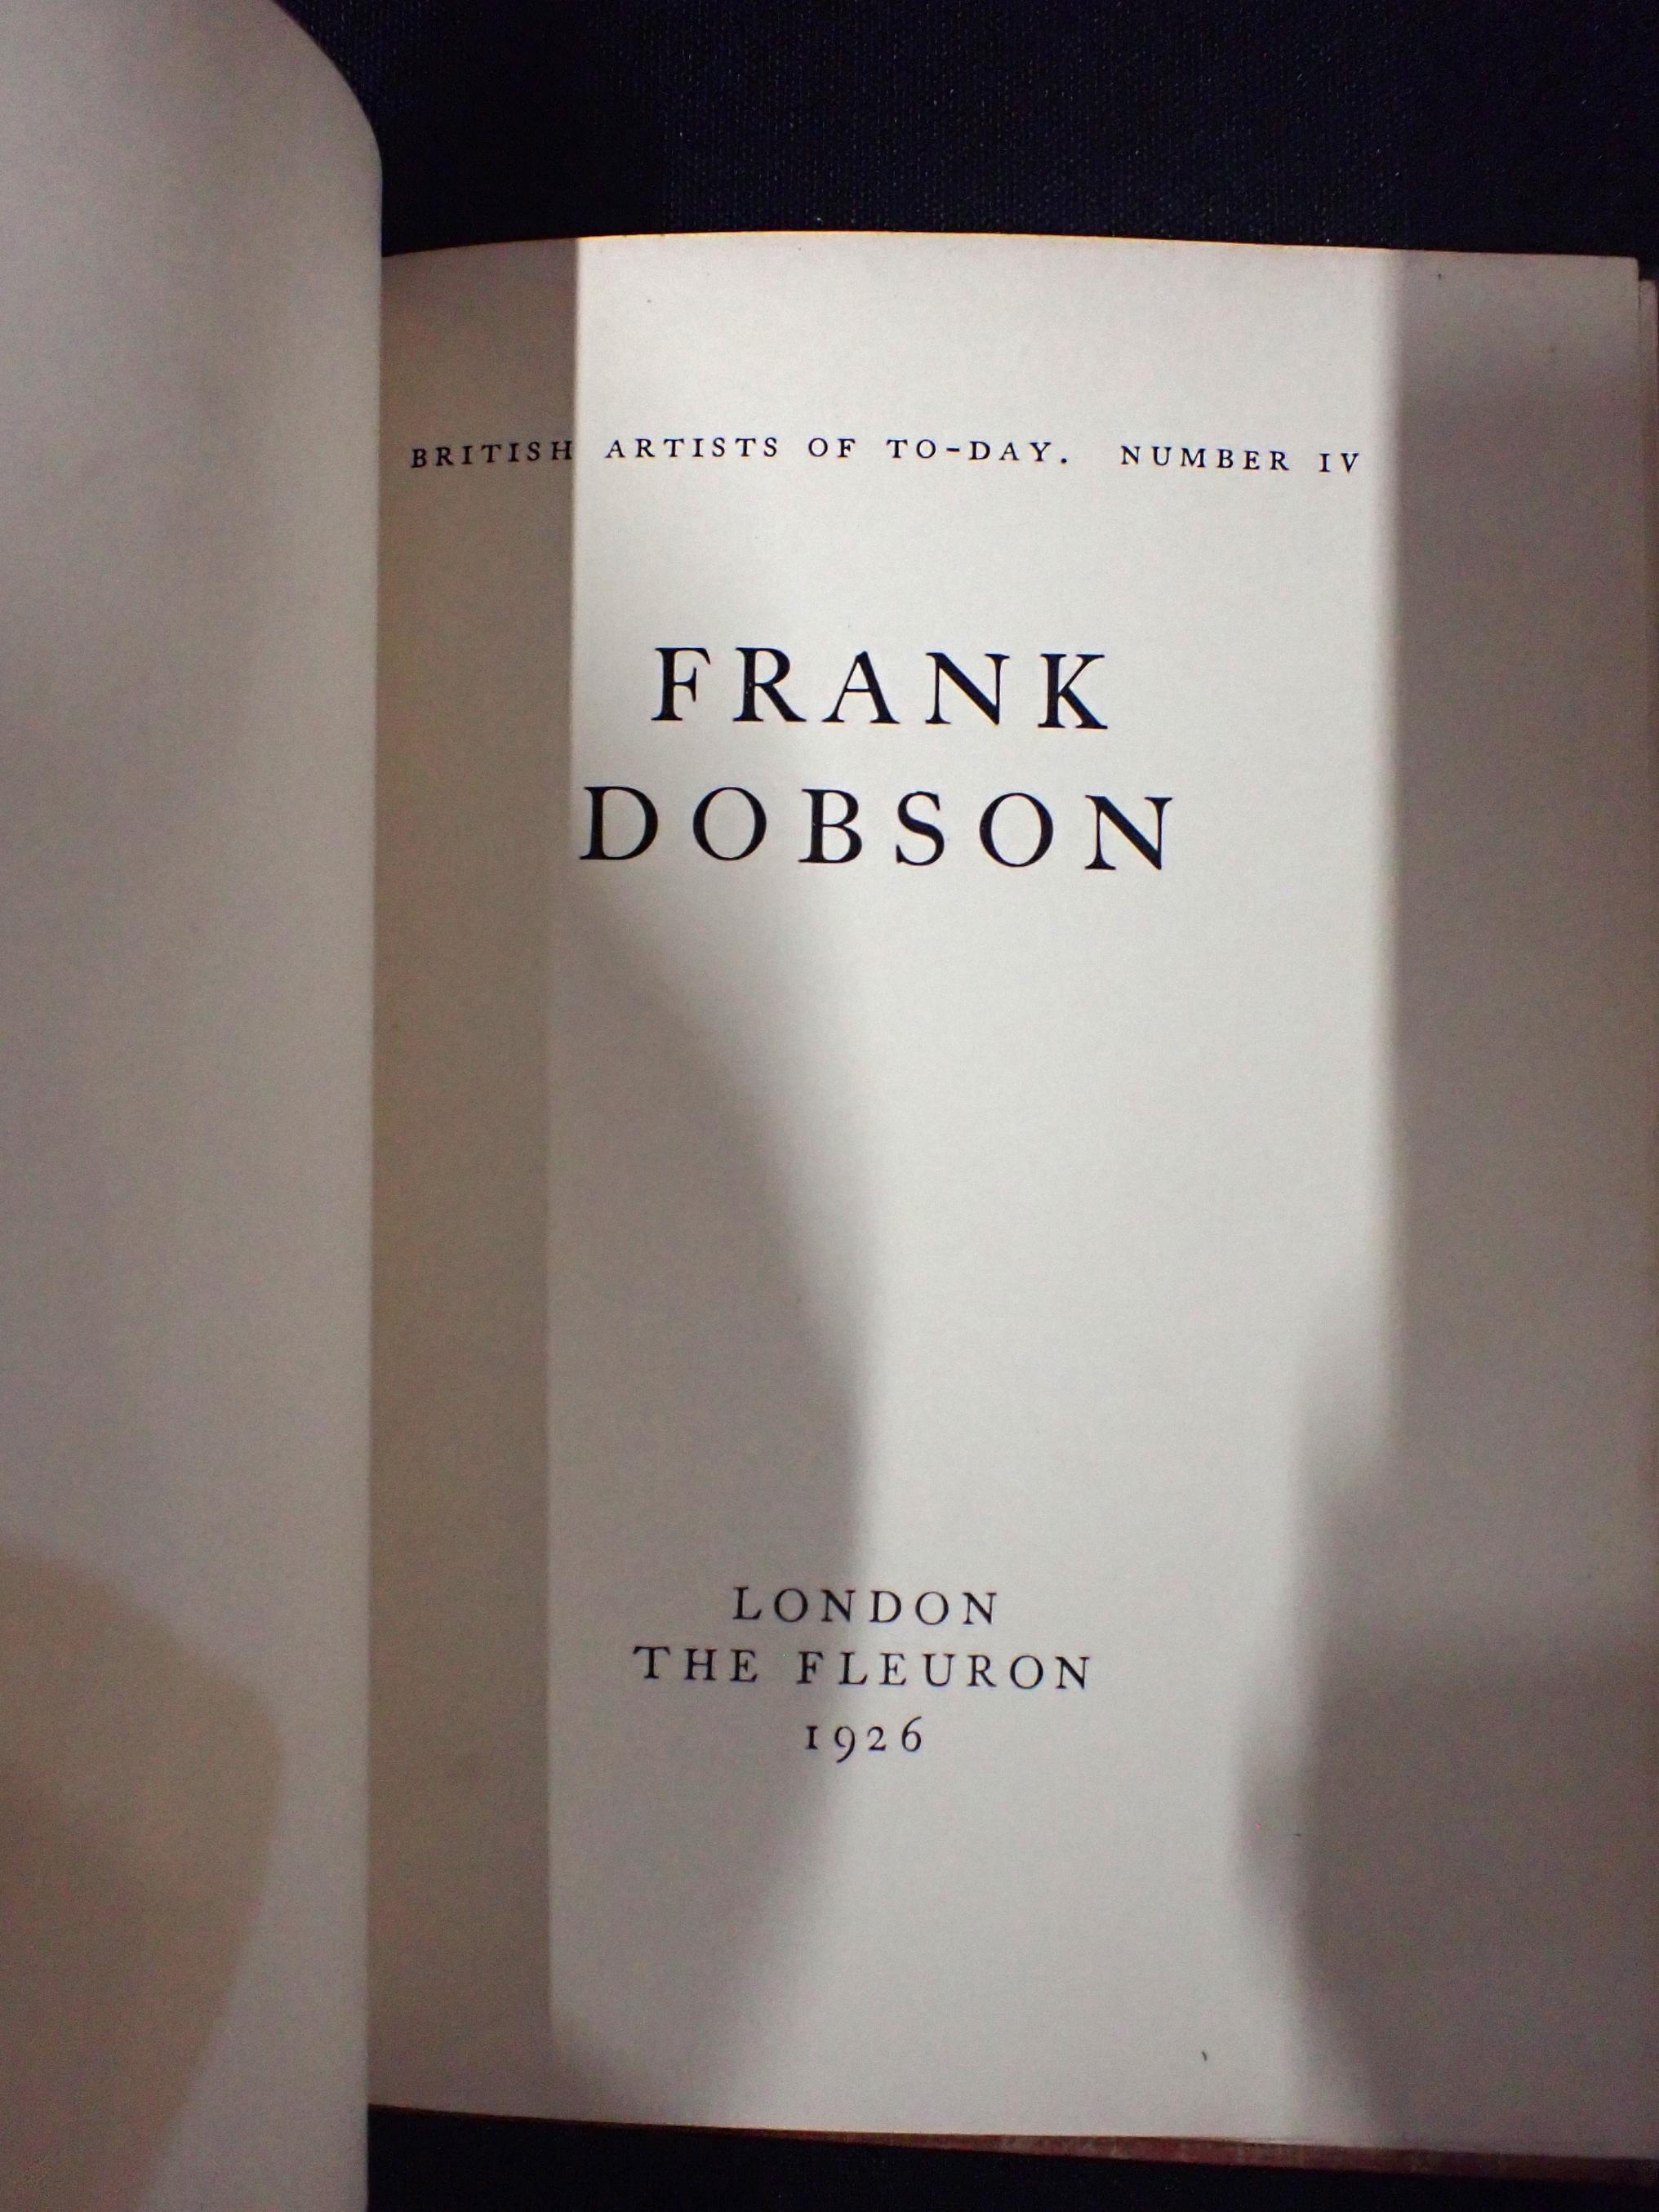 BRITISH ARTISTS OF TO-DAY. NUMBER IV
FRANK
DOBSON
LONDON
THE FLEURON
1926